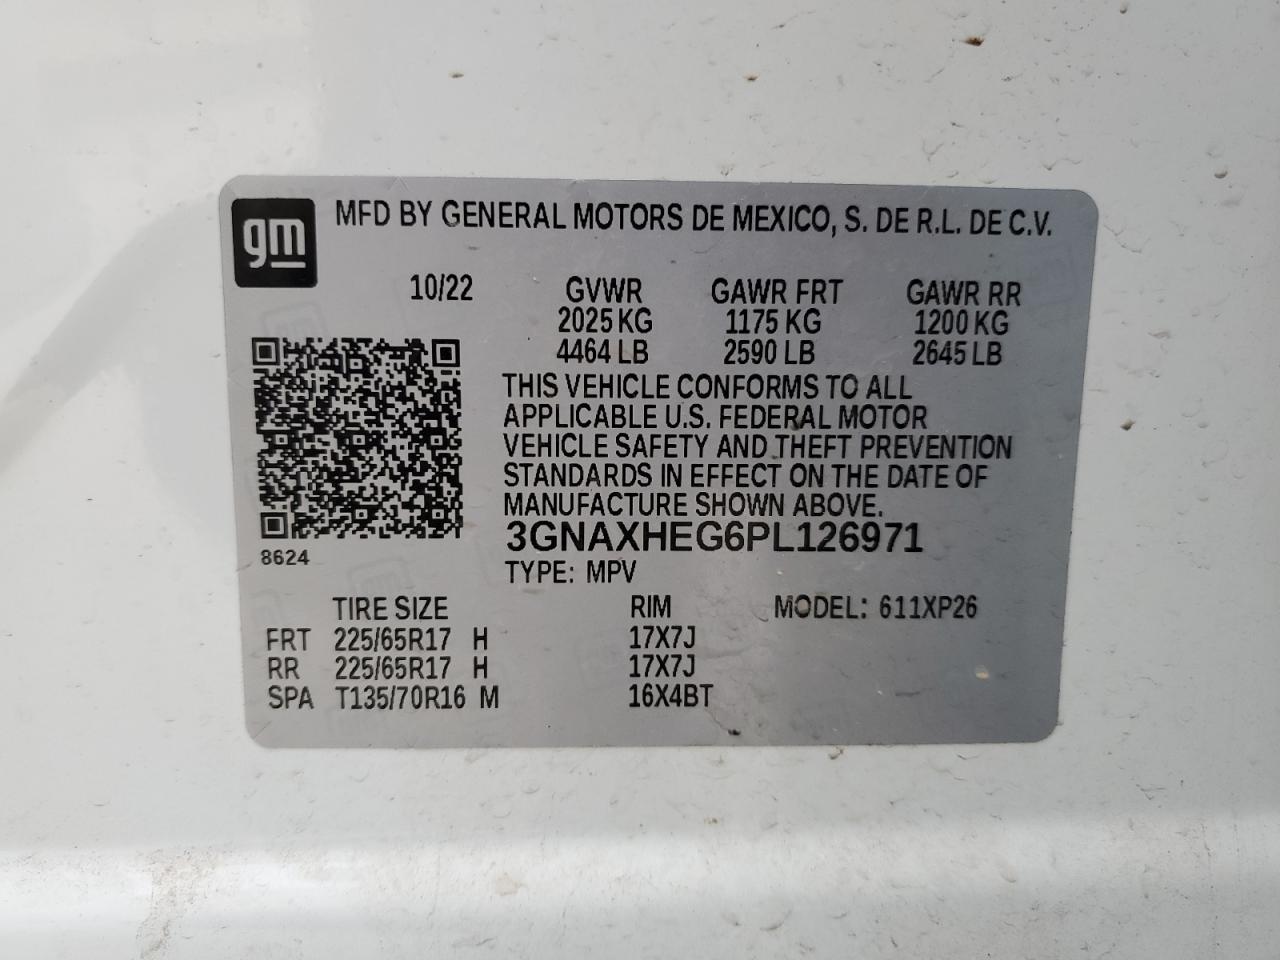 gm
MFD BY GENERAL MOTORS DE MEXICO, S. DE R.L. DE C.V.
10/22 GVWR GAWR FRT GAWR RR
2025 KG 1175 KG 1200 KG
4464 LB 2590 LB 2645 LB
THIS VEHICLE CONFORMS TO ALL
APPLICABLE U.S. FEDERAL MOTOR
VEHICLE SAFETY AND THEFT PREVENTION
STANDARDS IN EFFECT ON THE DATE OF
MANUFACTURE SHOWN ABOVE.
3GNAXHEG6PL126971
8624
TYPE: MPV
TIRE SIZE RIM MODEL: 611XP26
FRT 225/65R17 H 17X7J
RR 225/65R17 H 17X7J
SPA T135/70R16 M 16X4BT